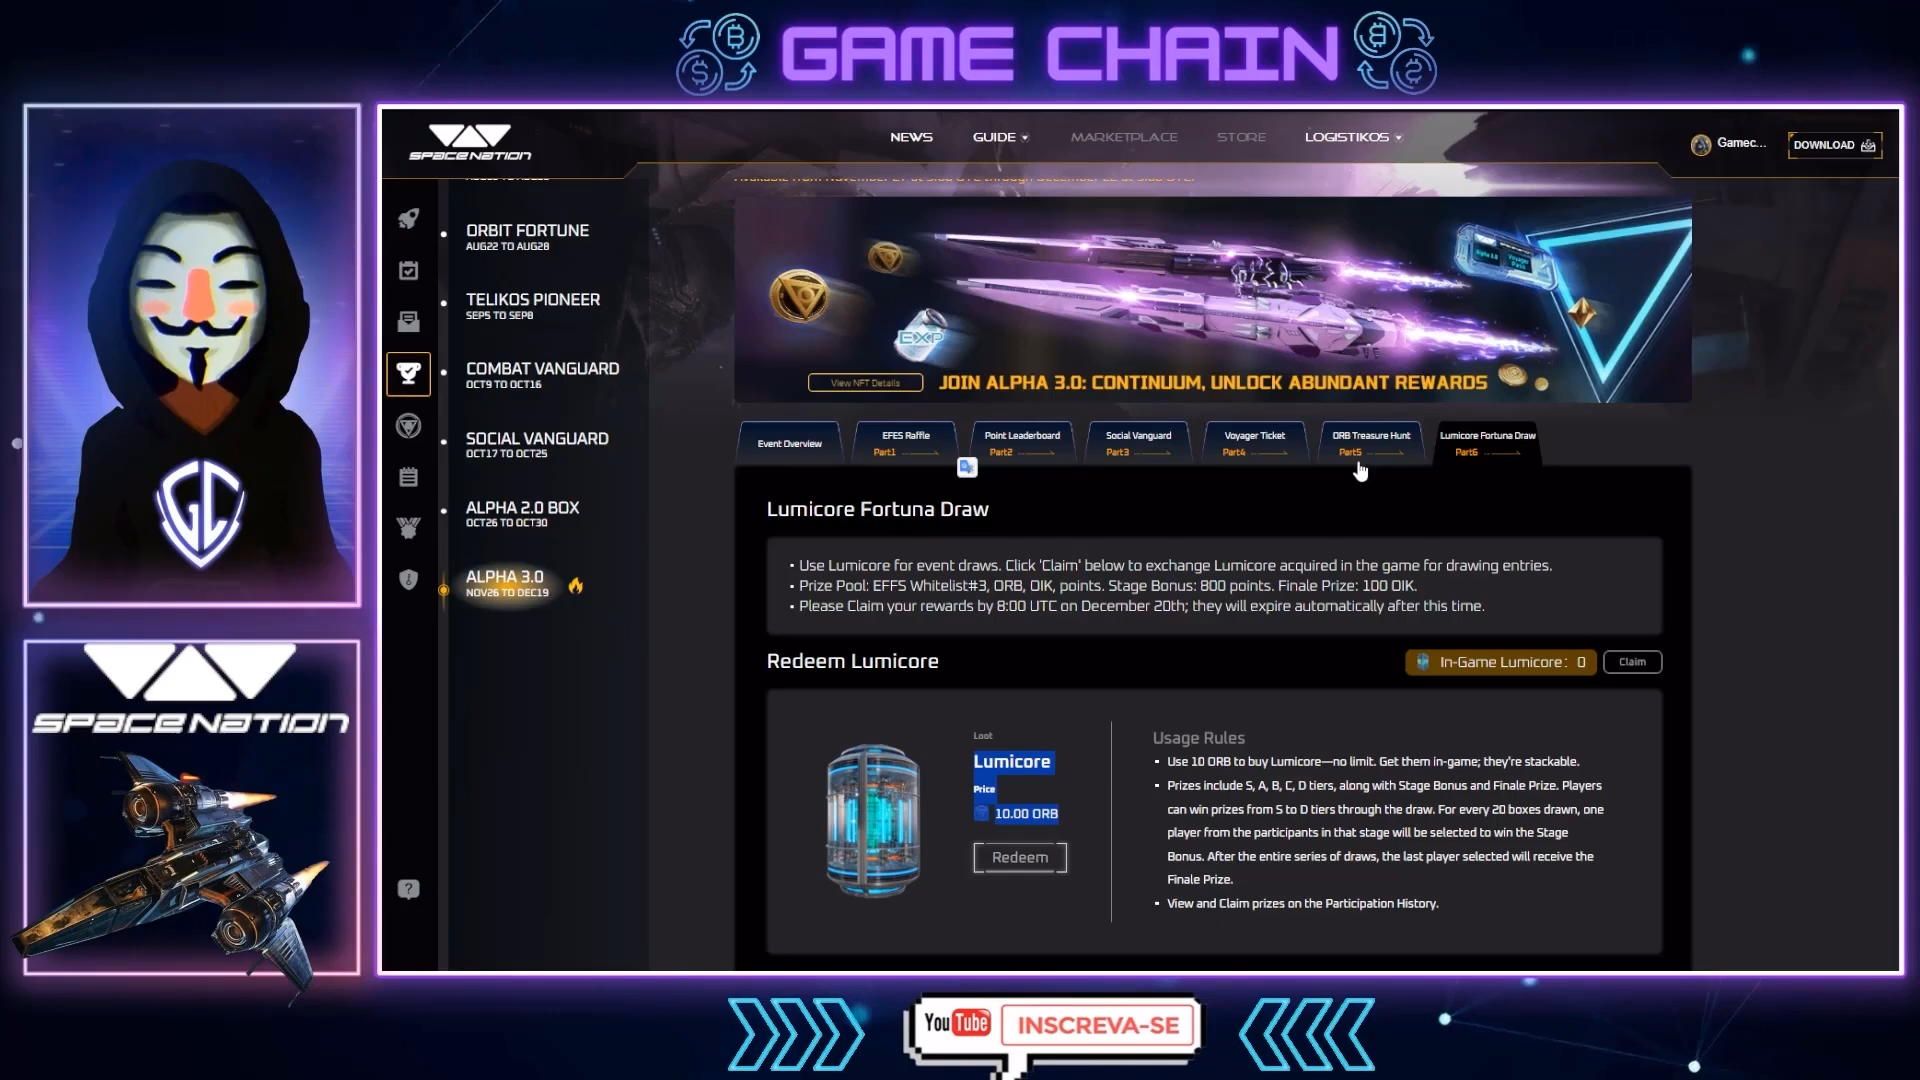 GAME CHAIN
SPACE NATION
NEWS
GUIDE
MARKETPLACE
STORE
LOGISTIKOS
Gamec...
DOWNLOAD
ORBIT FORTUNE
AUG22 TO AUG28
TELIKOS PIONEER
SEP5 TO SEP8
COMBAT VANGUARD
OCT9 TO OCT16
SOCIAL VANGUARD
OCT17 TO OCT25
ALPHA 2.0 BOX
OCT26 TO OCT30
ALPHA 3.0
NOV26 TO DEC19
EXP
View NFT Details
JOIN ALPHA 3.0: CONTINUUM, UNLOCK ABUNDANT REWARDS
Event Overview
EFES Raffle
Part1
Point Leaderboard
Part2
Social Vanguard
Part3
Voyager Ticket
Part4
ORB Treasure Hunt
Part5
Lumicore Fortuna Draw
Part6
Lumicore Fortuna Draw
• Use Lumicore for event draws. Click 'Claim' below to exchange Lumicore acquired in the game for drawing entries.
• Prize Pool: EFFS Whitelist#3, ORB, OIK, points. Stage Bonus: 800 points. Finale Prize: 100 OIK.
• Please Claim your rewards by 8:00 UTC on December 20th; they will expire automatically after this time.
Redeem Lumicore
In-Game Lumicore: 0
Claim
Loot
Lumicore
Price
10.00 ORB
Redeem
Usage Rules
▪ Use 10 ORB to buy Lumicore—no limit. Get them in-game; they're stackable.
▪ Prizes include S, A, B, C, D tiers, along with Stage Bonus and Finale Prize. Players
can win prizes from S to D tiers through the draw. For every 20 boxes drawn, one
player from the participants in that stage will be selected to win the Stage
Bonus. After the entire series of draws, the last player selected will receive the
Finale Prize.
▪ View and Claim prizes on the Participation History.
GC
SPACE NATION
YouTube
INSCREVA-SE